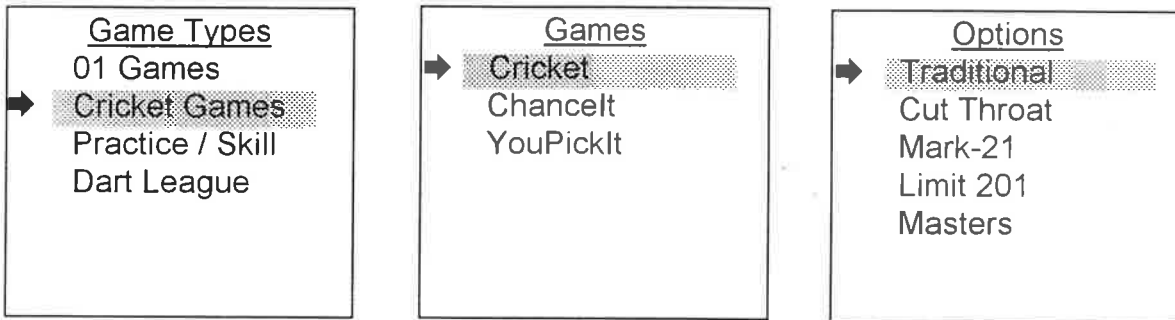 Game Types
01 Games
Cricket Games
Practice / Skill
Dart League
Games
Cricket
ChanceIt
YouPickIt
Options
Traditional
Cut Throat
Mark-21
Limit 201
Masters